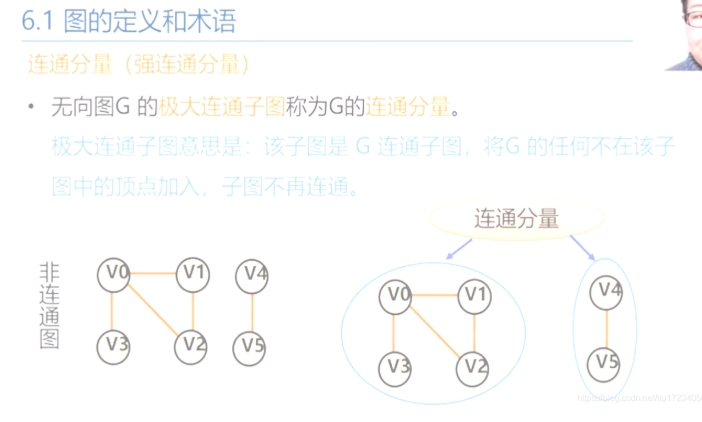 6.1 图的定义和术语
连通分量（强连通分量）
• 无向图G 的极大连通子图称为G的连通分量。
极大连通子图意思是：该子图是 G 连通子图，将G 的任何不在该子
图中的顶点加入，子图不再连通。
连通分量
非连通图
V0 V1 V4
V3 V2 V5
V0 V1 V4
V3 V2 V5